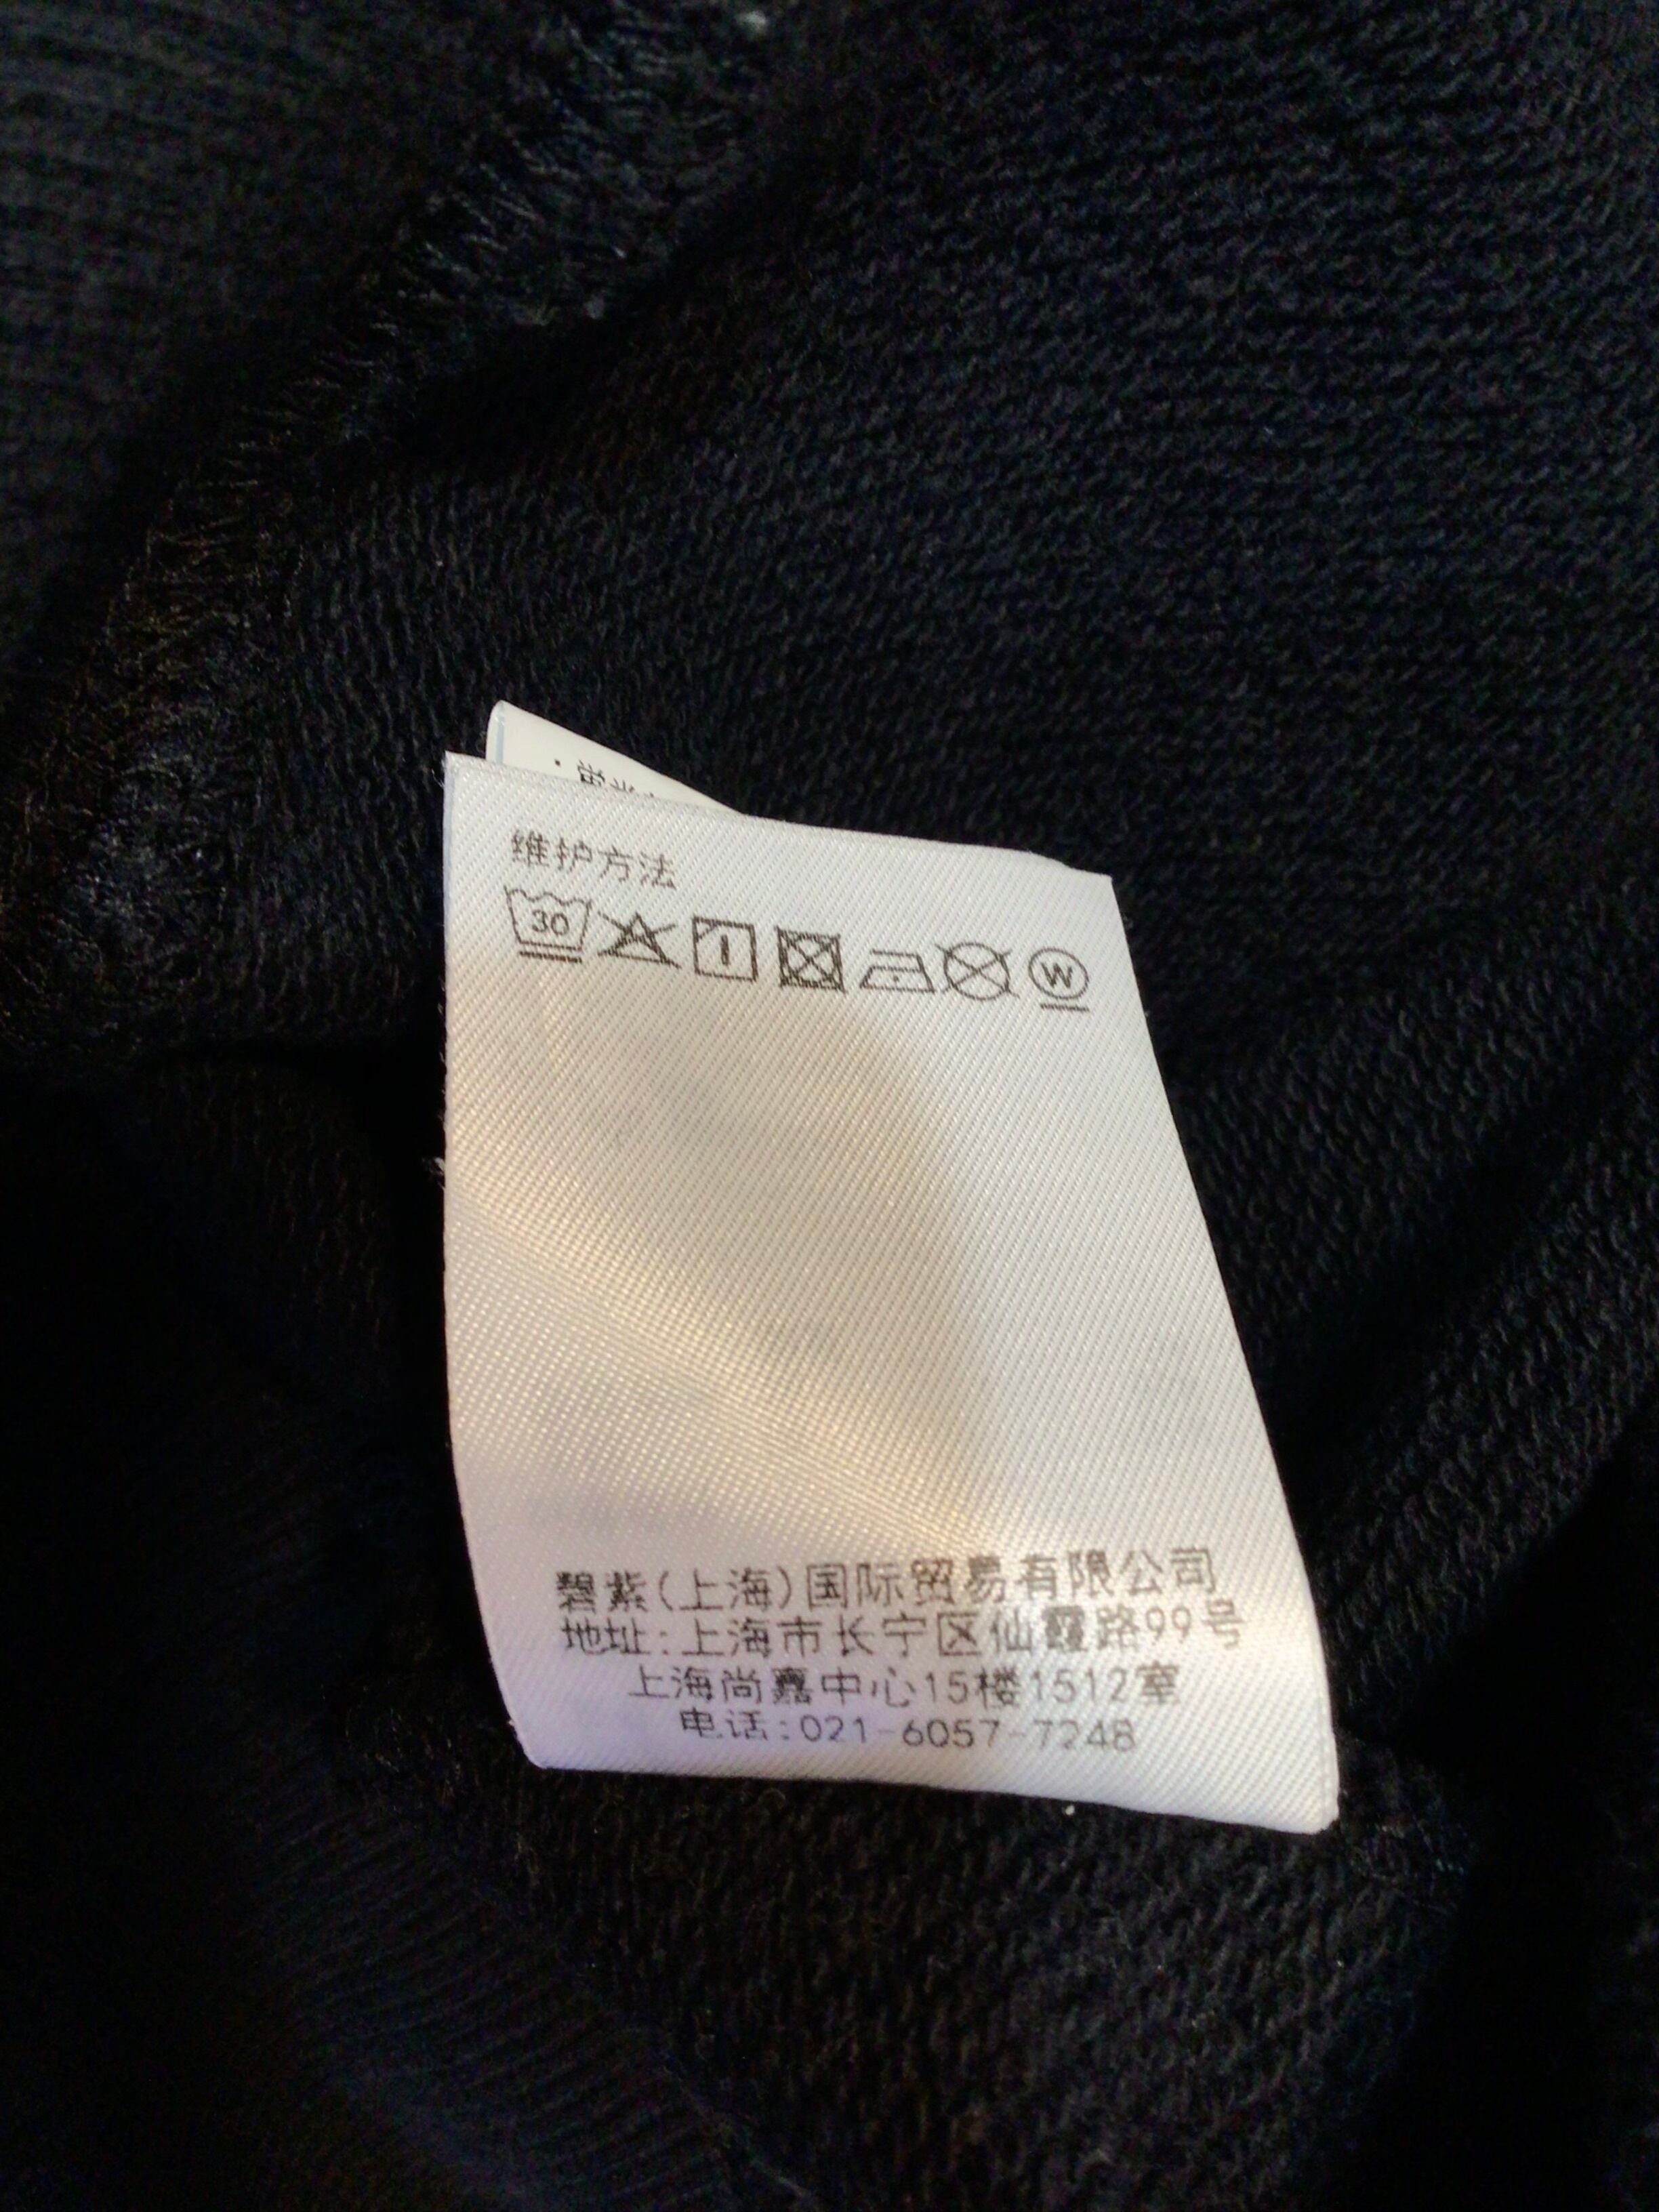 维护方法
30
W
碧紫(上海)国际贸易有限公司
地址:上海市长宁区仙霞路99号
上海尚嘉中心15楼1512室
电话:021-6057-7248